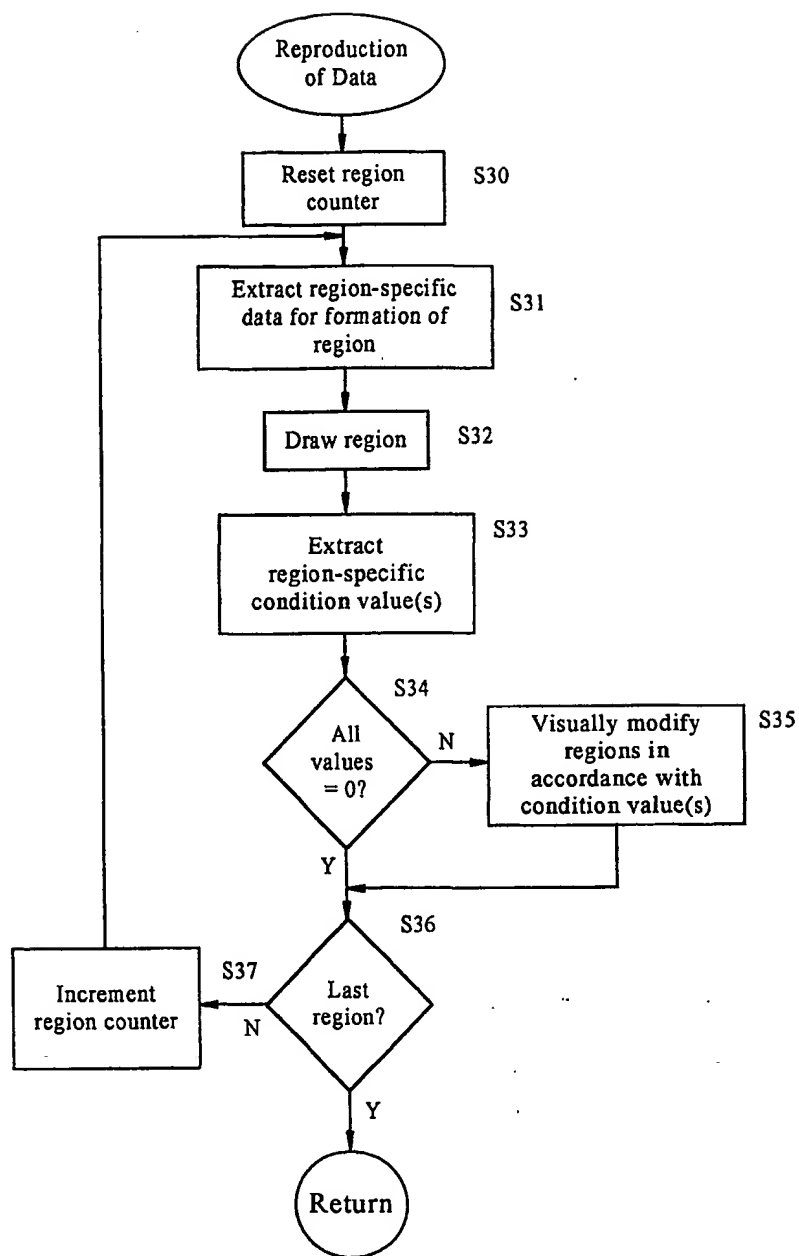 Reproduction
of Data
Reset region
counter
S30
Extract region-specific
data for formation of
region
S31
Draw region
S32
Extract
region-specific
condition value(s)
S33
S34
All
values
= 0?
N
Y
Visually modify
regions in
accordance with
condition value(s)
S35
S36
Last
region?
N
Y
S37
Increment
region counter
Return